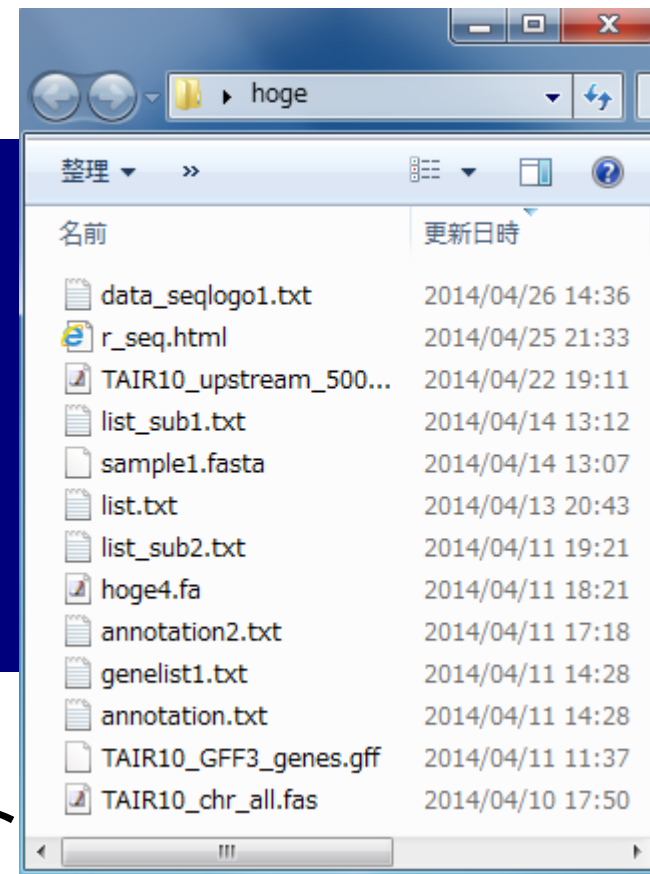 hoge
整理 »
名前 更新日時
data_seqlogo1.txt 2014/04/26 14:36
r_seq.html 2014/04/25 21:33
TAIR10_upstream_500... 2014/04/22 19:11
list_sub1.txt 2014/04/14 13:12
sample1.fasta 2014/04/14 13:07
list.txt 2014/04/13 20:43
list_sub2.txt 2014/04/11 19:21
hoge4.fa 2014/04/11 18:21
annotation2.txt 2014/04/11 17:18
genelist1.txt 2014/04/11 14:28
annotation.txt 2014/04/11 14:28
TAIR10_GFF3_genes.gff 2014/04/11 11:37
TAIR10_chr_all.fas 2014/04/10 17:50